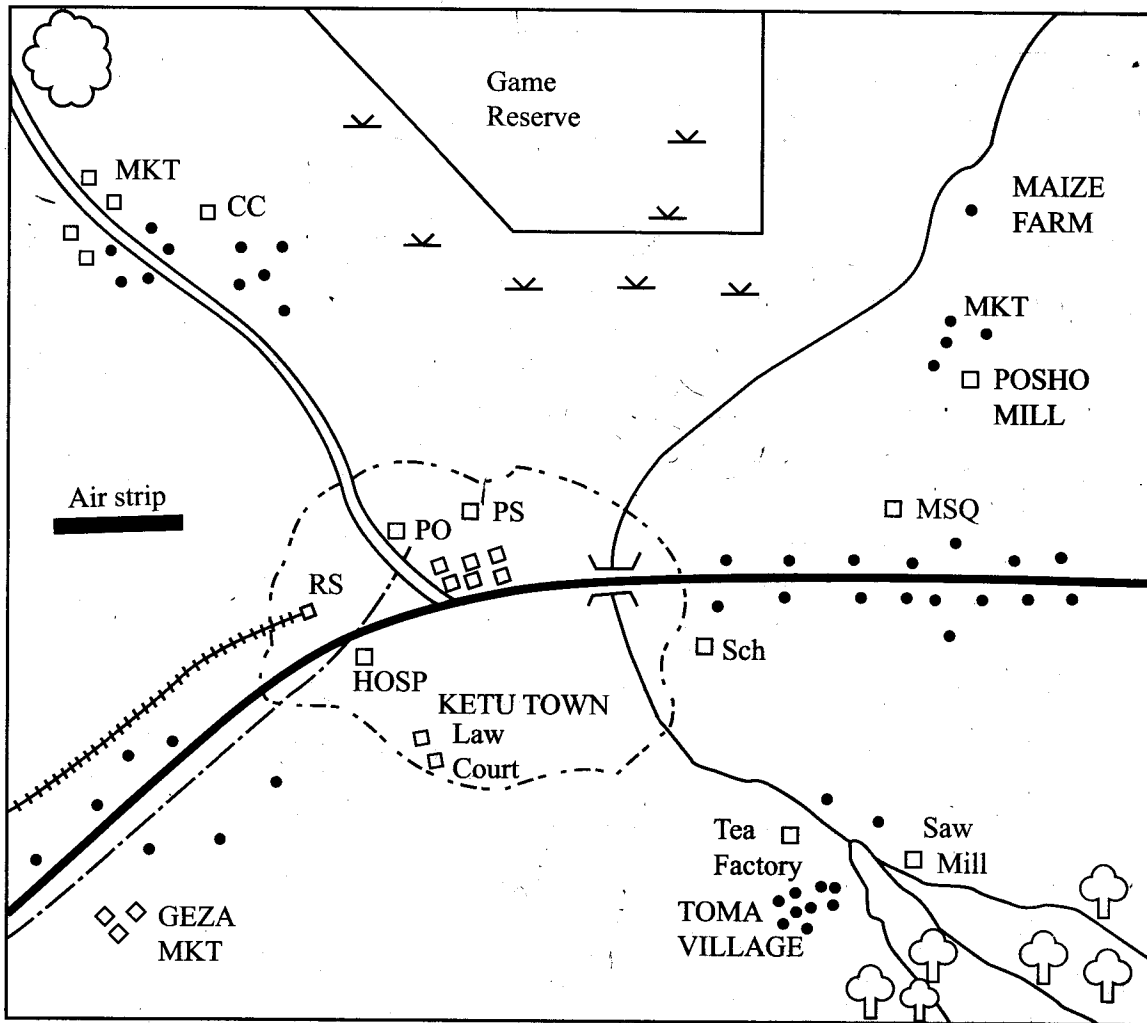 Game
Reserve
MKT
CC
MAIZE
FARM
MKT
POSHO
MILL
Air strip
PO
PS
MSQ
RS
HOSP
Sch
KETU TOWN
Law
Court
Tea
Factory
Saw
Mill
TOMA
VILLAGE
GEZA
MKT